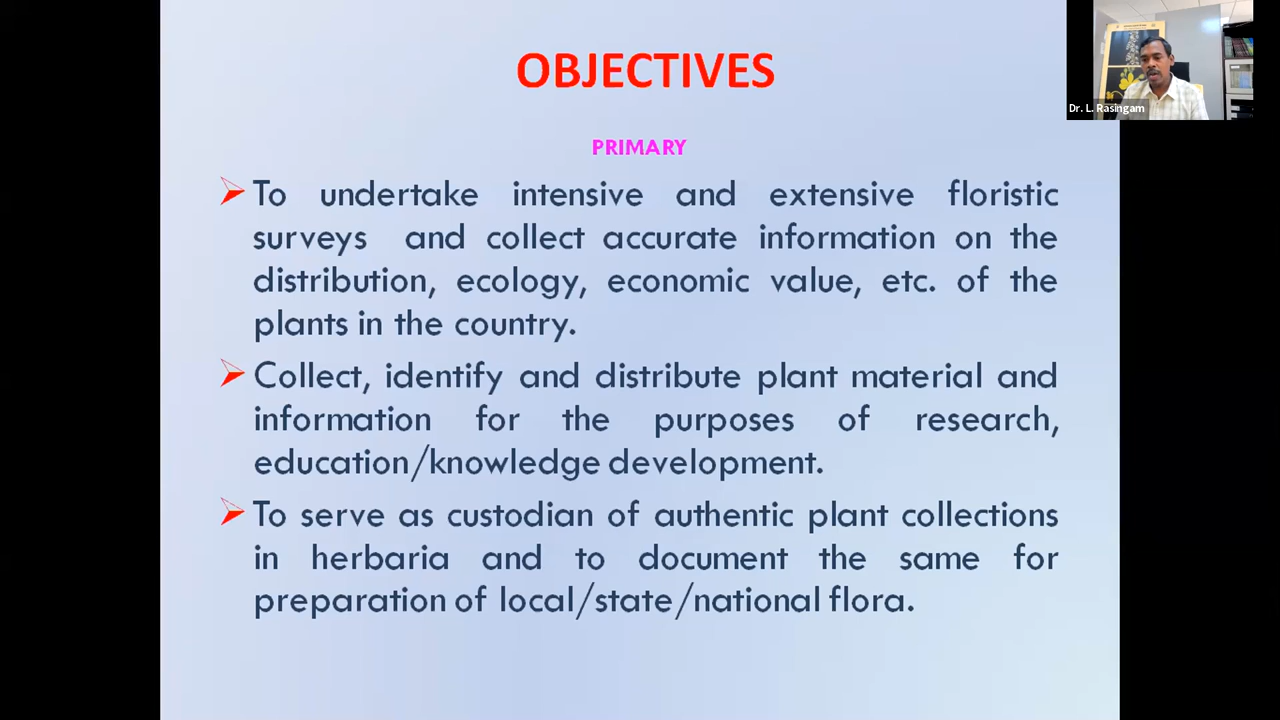 OBJECTIVES
Dr. L. Rasingam
PRIMARY
To undertake intensive and extensive floristic
surveys and collect accurate information on the
distribution, ecology, economic value, etc. of the
plants in the country.
Collect, identify and distribute plant material and
information for the purposes of research,
education/knowledge development.
To serve as custodian of authentic plant collections
in herbaria and to document the same for
preparation of local/state/national flora.